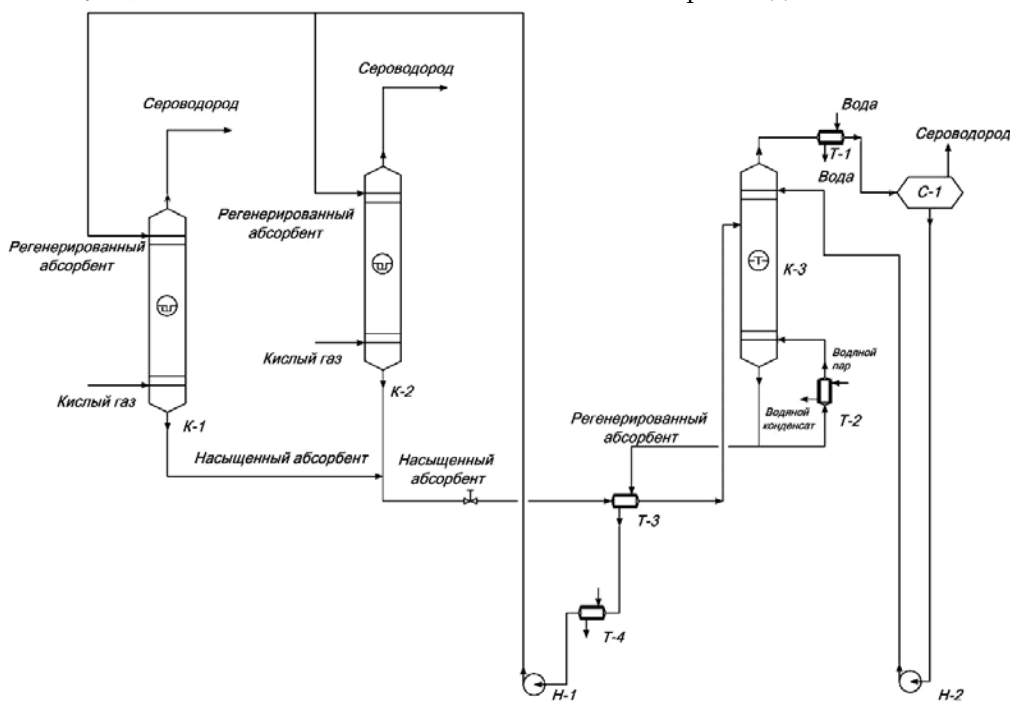 Сероводород
Сероводород
Вода
Т-1
Вода
Сероводород
С-1
Регенерированный
абсорбент
Регенерированный
абсорбент
К-3
Кислый газ
К-2
Кислый газ
К-1
Водяной
пар
Водяной
конденсат
Т-2
Регенерированный
абсорбент
Насыщенный абсорбент
Насыщенный
абсорбент
Т-3
Т-4
Н-1
Н-2